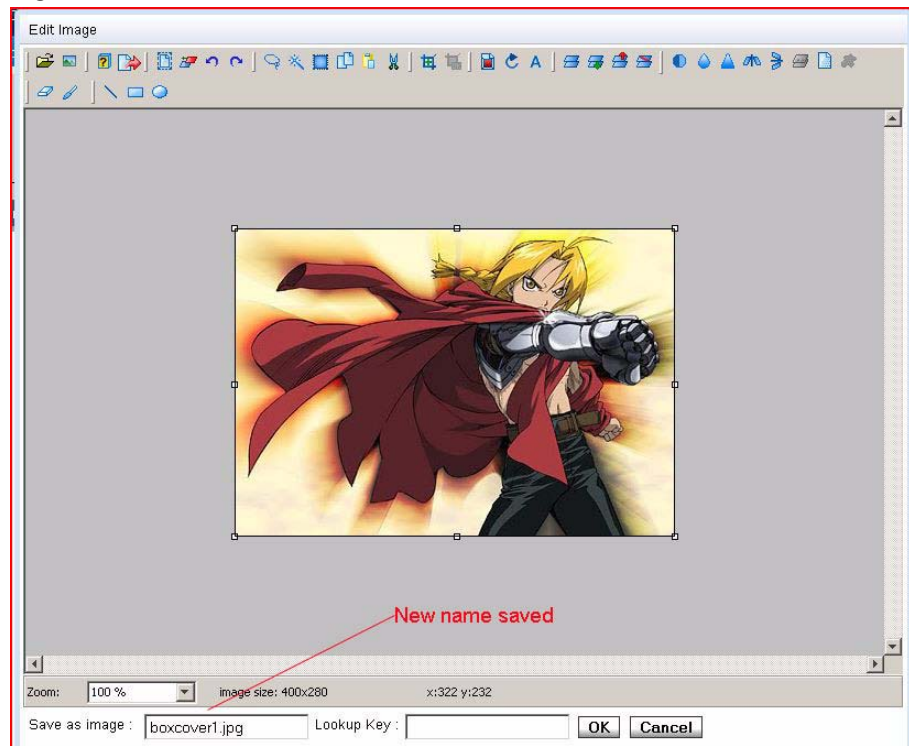 Edit Image
A
New name saved
Zoom: 100 % image size: 400x280 x:322 y:232
Save as image : boxcover1.jpg Lookup Key : OK Cancel